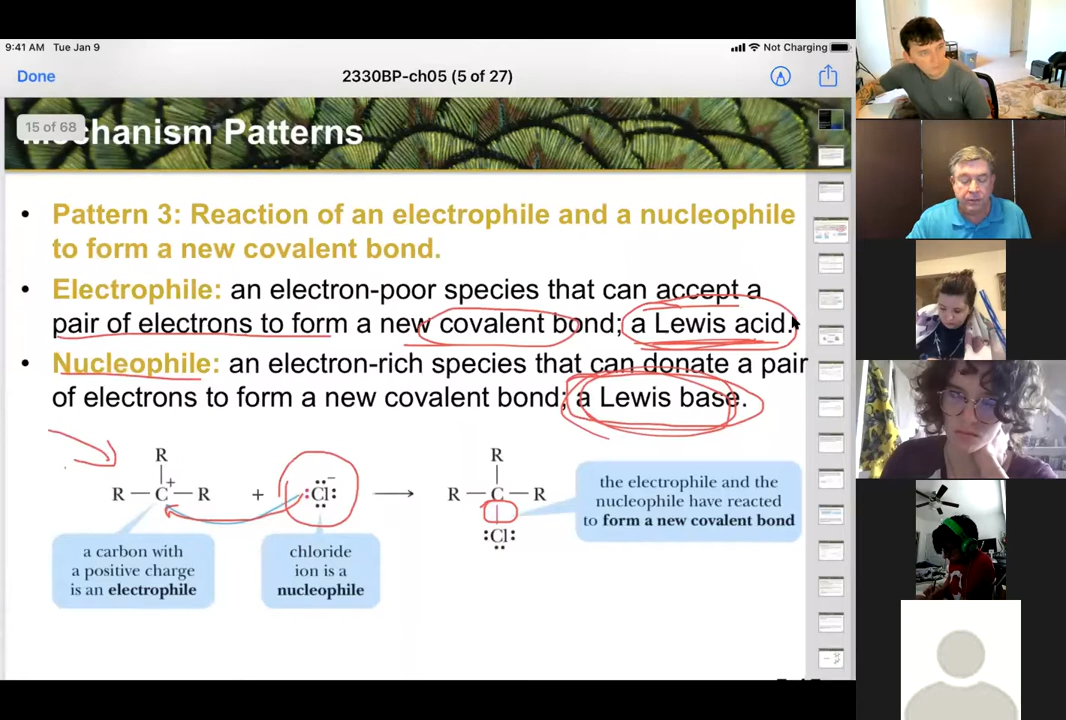 9:41 AM Tue Jan 9
Not Charging
Done
2330BP-ch05 (5 of 27)
15 of 68
Mechanism Patterns
• Pattern 3: Reaction of an electrophile and a nucleophile
to form a new covalent bond.
• Electrophile: an electron-poor species that can accept a
pair of electrons to form a new covalent bond; a Lewis acid.
• Nucleophile: an electron-rich species that can donate a pair
of electrons to form a new covalent bond; a Lewis base.
R
R
+
R — C — R + :Cl:− → R — C — R
:Cl:
a carbon with
a positive charge
is an electrophile
chloride
ion is a
nucleophile
the electrophile and the
nucleophile have reacted
to form a new covalent bond